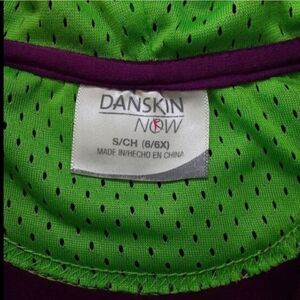 DANSKIN
NOW
S/CH (6/6X)
MADE IN/HECHO EN CHINA